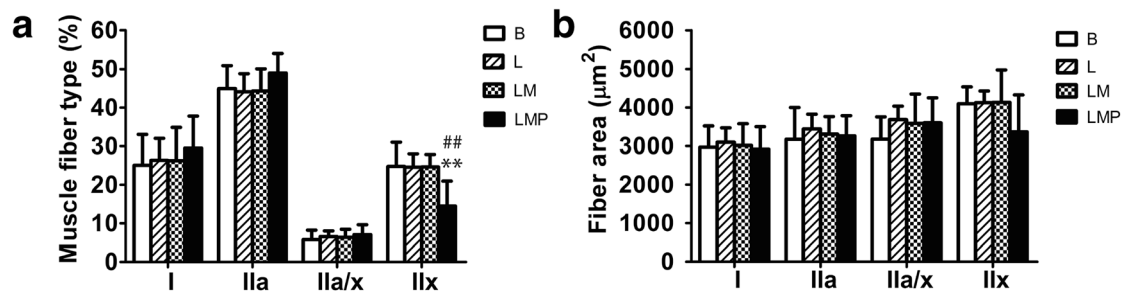 a
Muscle fiber type (%)
60
50
40
30
20
10
0
##
**
I IIa IIa/x IIx
B
L
LM
LMP
b
Fiber area (μm²)
6000
5000
4000
3000
2000
1000
0
I IIa IIa/x IIx
B
L
LM
LMP